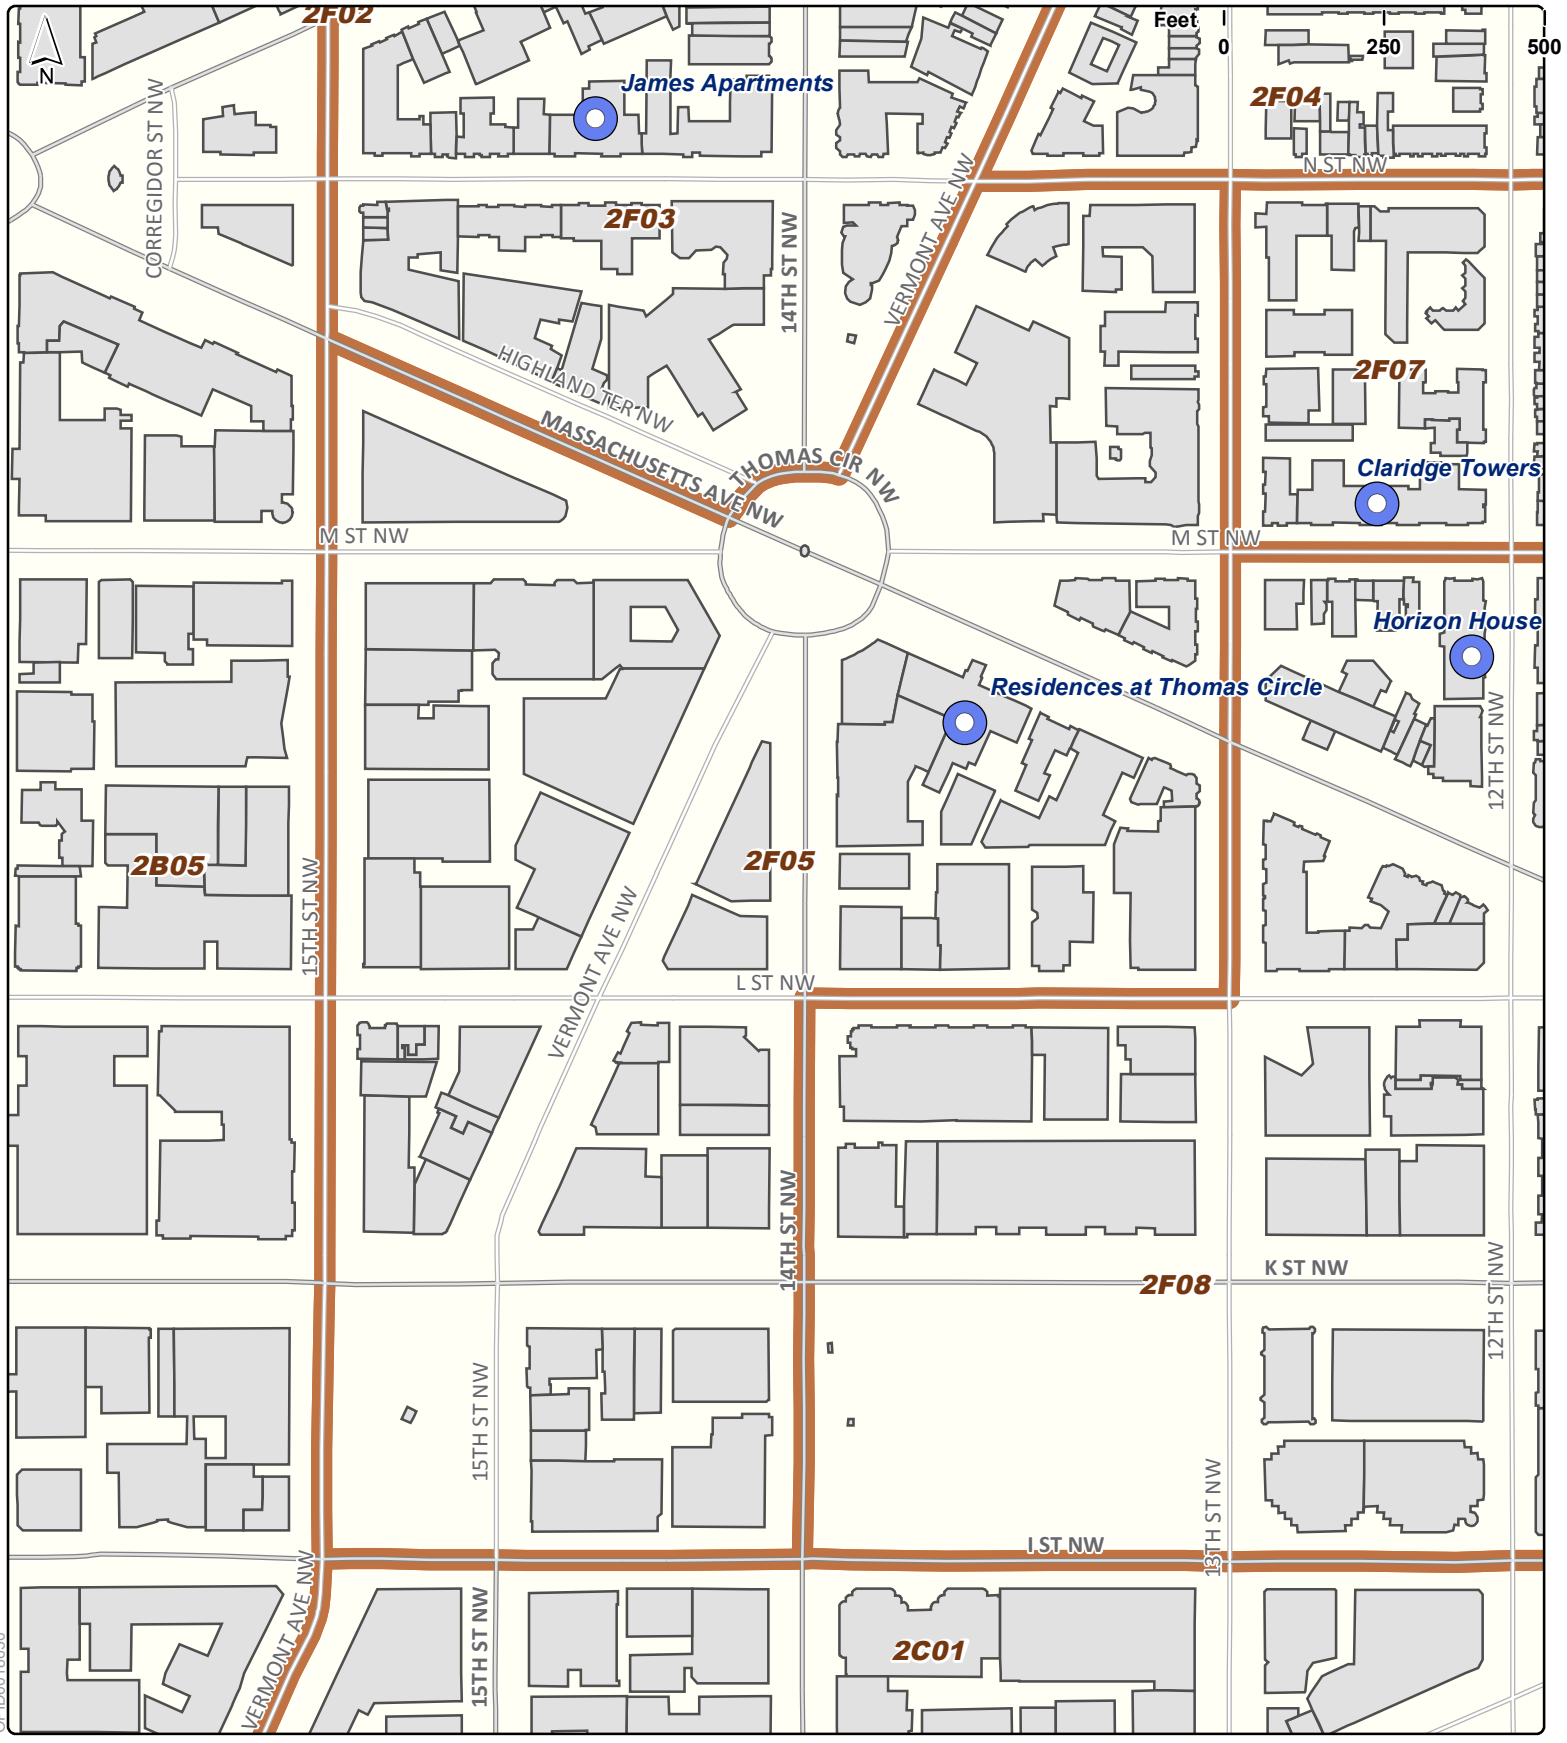 2F02
Feet
0 250 500
N
James Apartments
2F04
CORREGIDOR ST NW
N ST NW
2F03
14TH ST NW
VERMONT AVE NW
HIGHLAND TER NW
2F07
MASSACHUSETTS AVE NW
THOMAS CIR NW
Claridge Towers
M ST NW
M ST NW
Horizon House
Residences at Thomas Circle
12TH ST NW
2B05
2F05
15TH ST NW
VERMONT AVE NW
L ST NW
14TH ST NW
K ST NW
2F08
12TH ST NW
15TH ST NW
13TH ST NW
I ST NW
VERMONT AVE NW
15TH ST NW
2C01